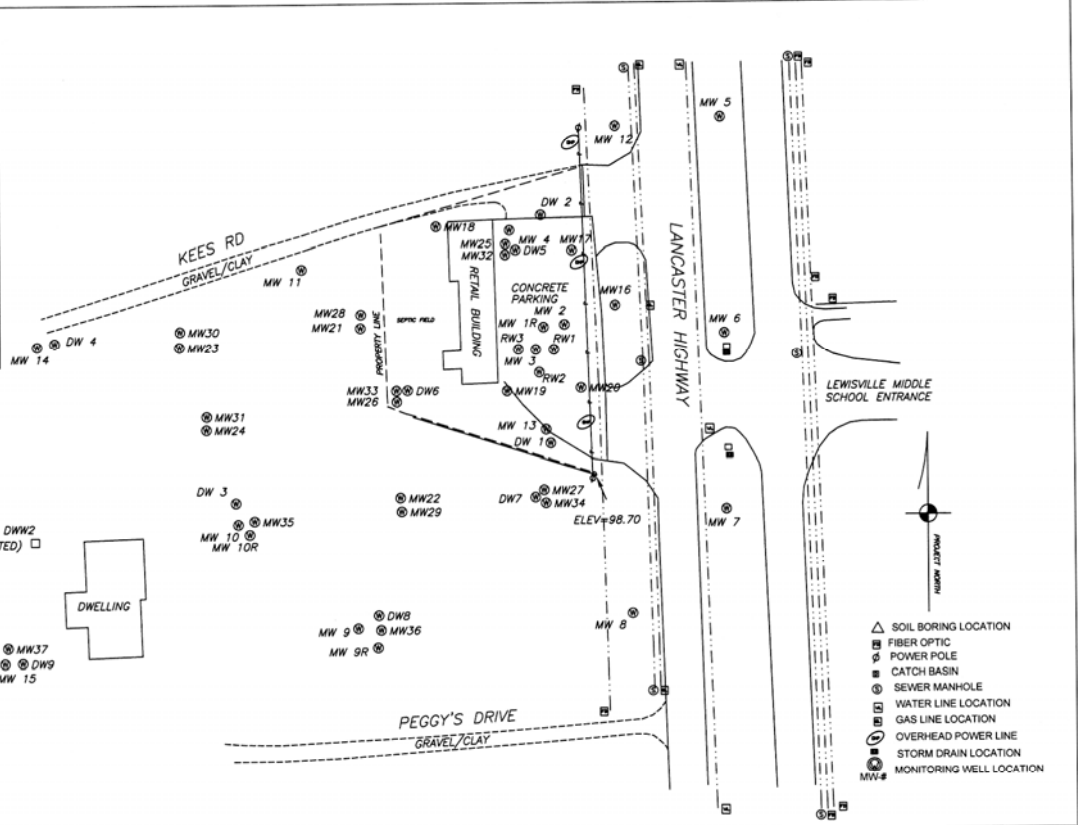 MW 5
MW 12
DW 2
MW18
MW 4
MW17
MW25
DW5
MW32
KEES RD
GRAVEL/CLAY
MW 11
LANCASTER HIGHWAY
RETAIL BUILDING
CONCRETE
PARKING
MW16
MW28
MW21
SEPTIC FIELD
PROPERTY LINE
MW 2
MW 1R
RW3
RW1
MW 3
RW2
MW 6
MW30
MW23
DW 4
MW 14
MW33
DW6
MW26
MW19
MW20
LEWISVILLE MIDDLE
SCHOOL ENTRANCE
MW31
MW24
MW 13
DW 1
DW 3
MW22
MW29
DW7
MW27
MW34
ELEV=98.70
MW 7
MW35
MW 10
MW 10R
DWW2
TED)
DWELLING
PROJECT NORTH
DW8
MW 9
MW36
MW 9R
MW 8
MW37
DW9
MW 15
PEGGY'S DRIVE
GRAVEL/CLAY
SOIL BORING LOCATION
FIBER OPTIC
POWER POLE
CATCH BASIN
S SEWER MANHOLE
WATER LINE LOCATION
GAS LINE LOCATION
OVERHEAD POWER LINE
STORM DRAIN LOCATION
MW-# MONITORING WELL LOCATION